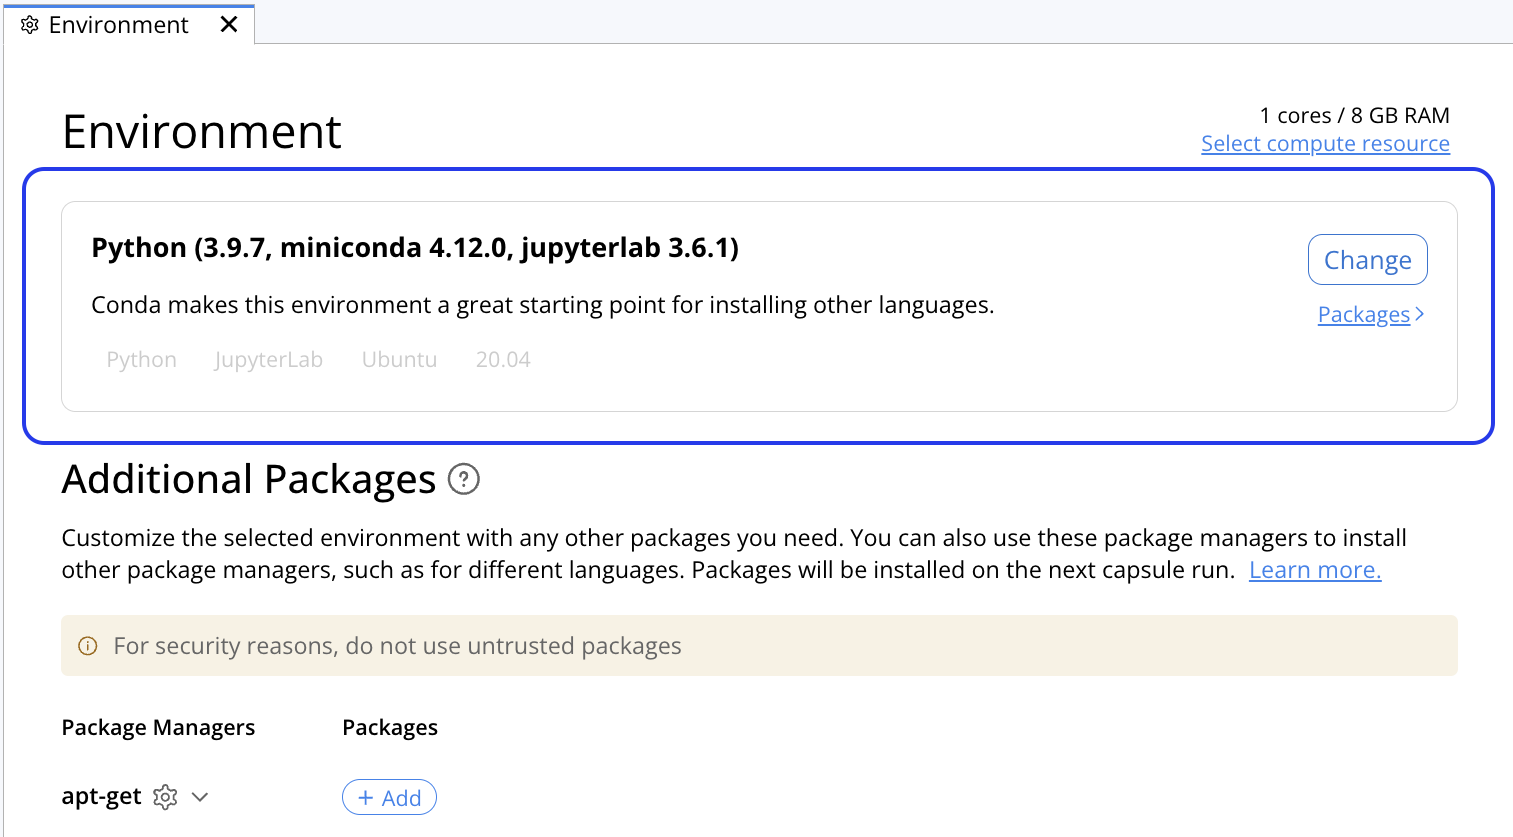 Environment
Environment
1 cores / 8 GB RAM
Select compute resource
Python (3.9.7, miniconda 4.12.0, jupyterlab 3.6.1)
Change
Conda makes this environment a great starting point for installing other languages.
Packages
Python JupyterLab Ubuntu 20.04
Additional Packages ?
Customize the selected environment with any other packages you need. You can also use these package managers to install
other package managers, such as for different languages. Packages will be installed on the next capsule run. Learn more.
For security reasons, do not use untrusted packages
Package Managers Packages
apt-get + Add